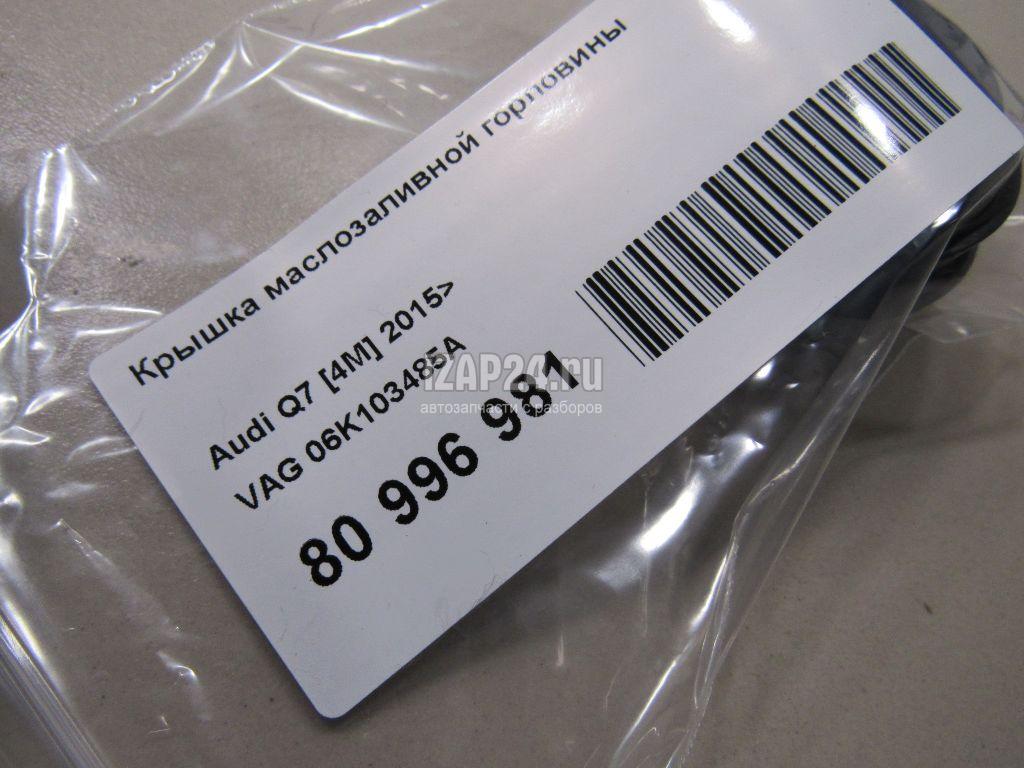 Крышка маслозаливной горловины
Audi Q7 [4M] 2015>
VAG 06K103485A
80 996 981
iZAP24.ru
автозапчасти с разборов